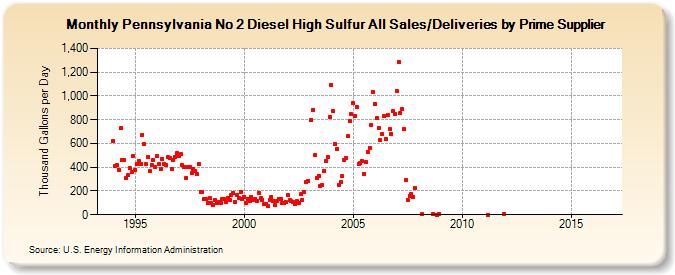 Monthly Pennsylvania No 2 Diesel High Sulfur All Sales/Deliveries by Prime Supplier
Thousand Gallons per Day
1,400
1,200
1,000
800
600
400
200
0
1995 2000 2005 2010 2015
Source: U.S. Energy Information Administration